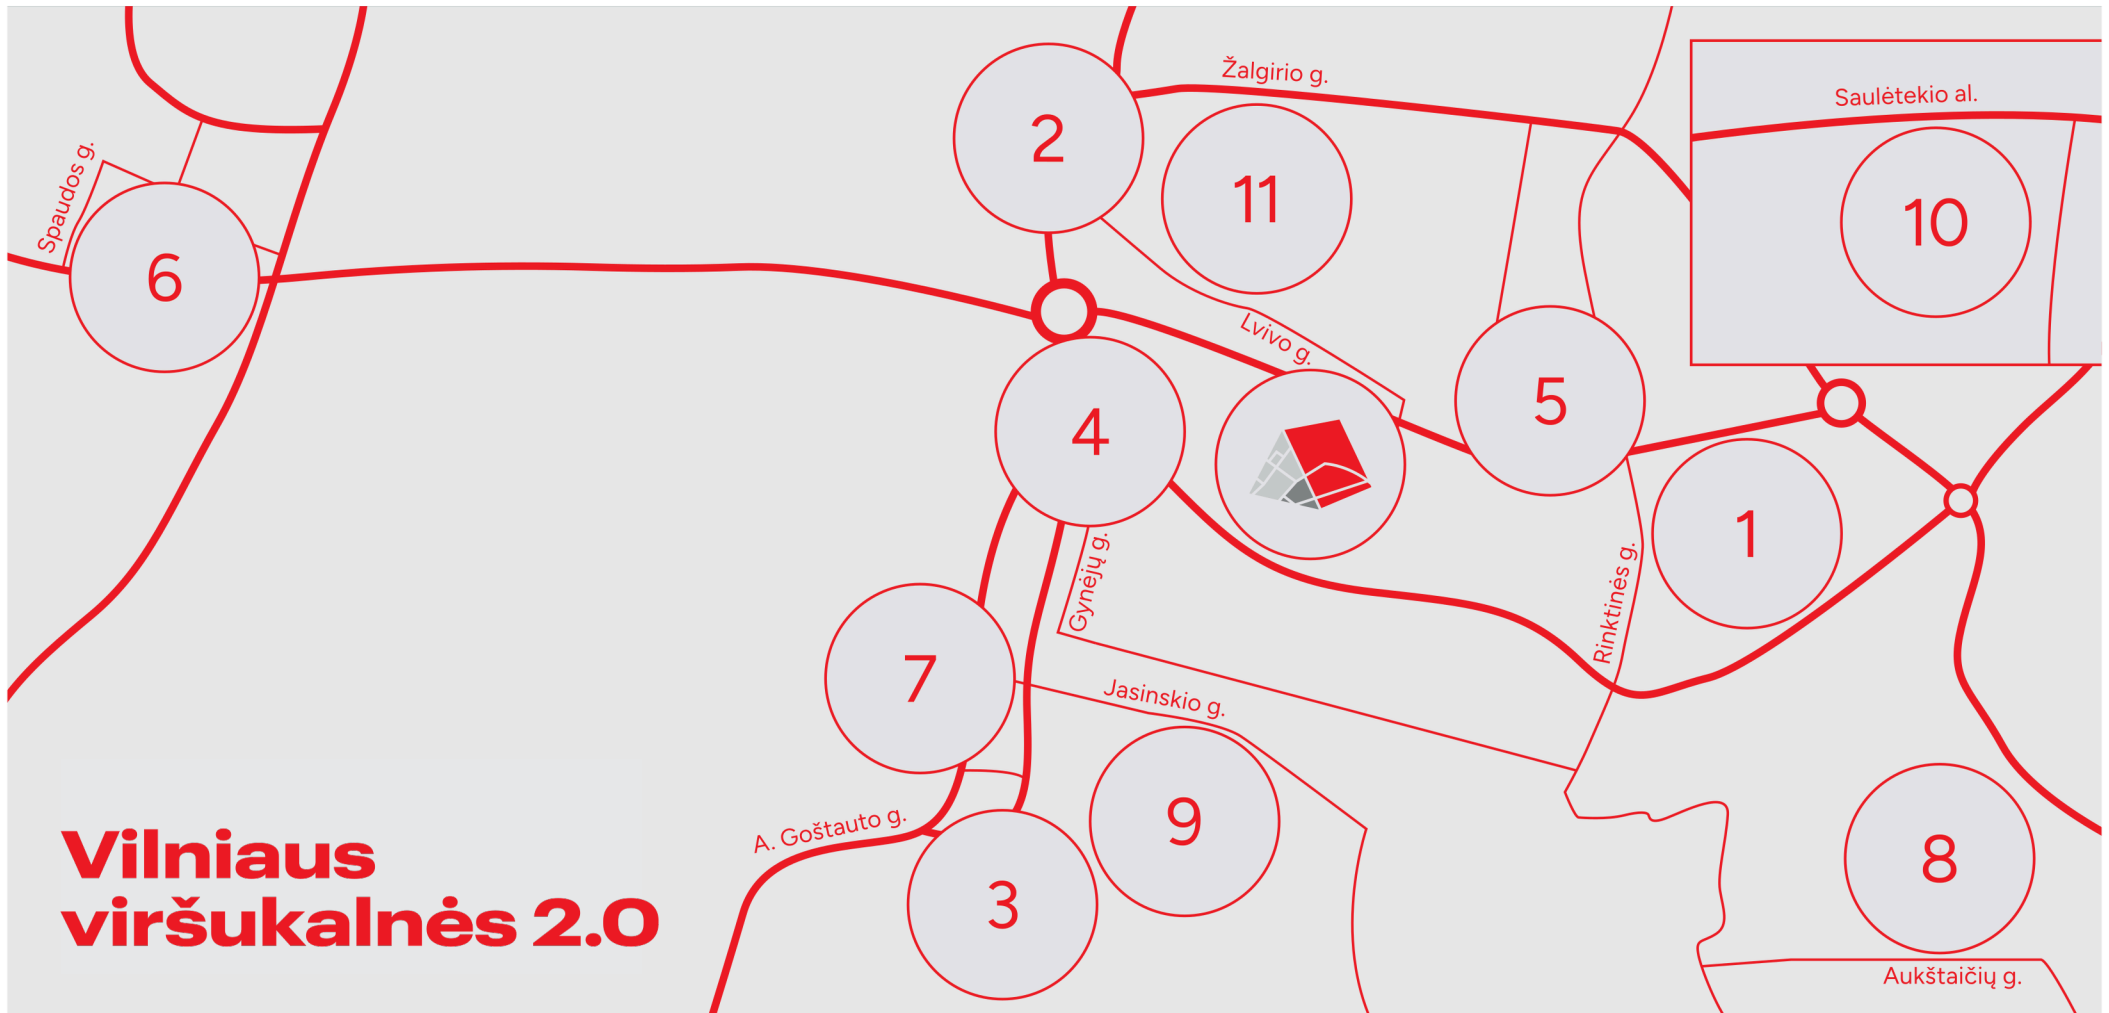 Žalgirio g.
Saulėtekio al.
2
11
10
Spaudos g.
6
Lvivo g.
5
4
1
Gynėjų g.
Rinktinės g.
7
Jasinskio g.
A. Goštauto g.
9
3
8
Vilniaus
viršukalnės 2.0
Aukštaičių g.